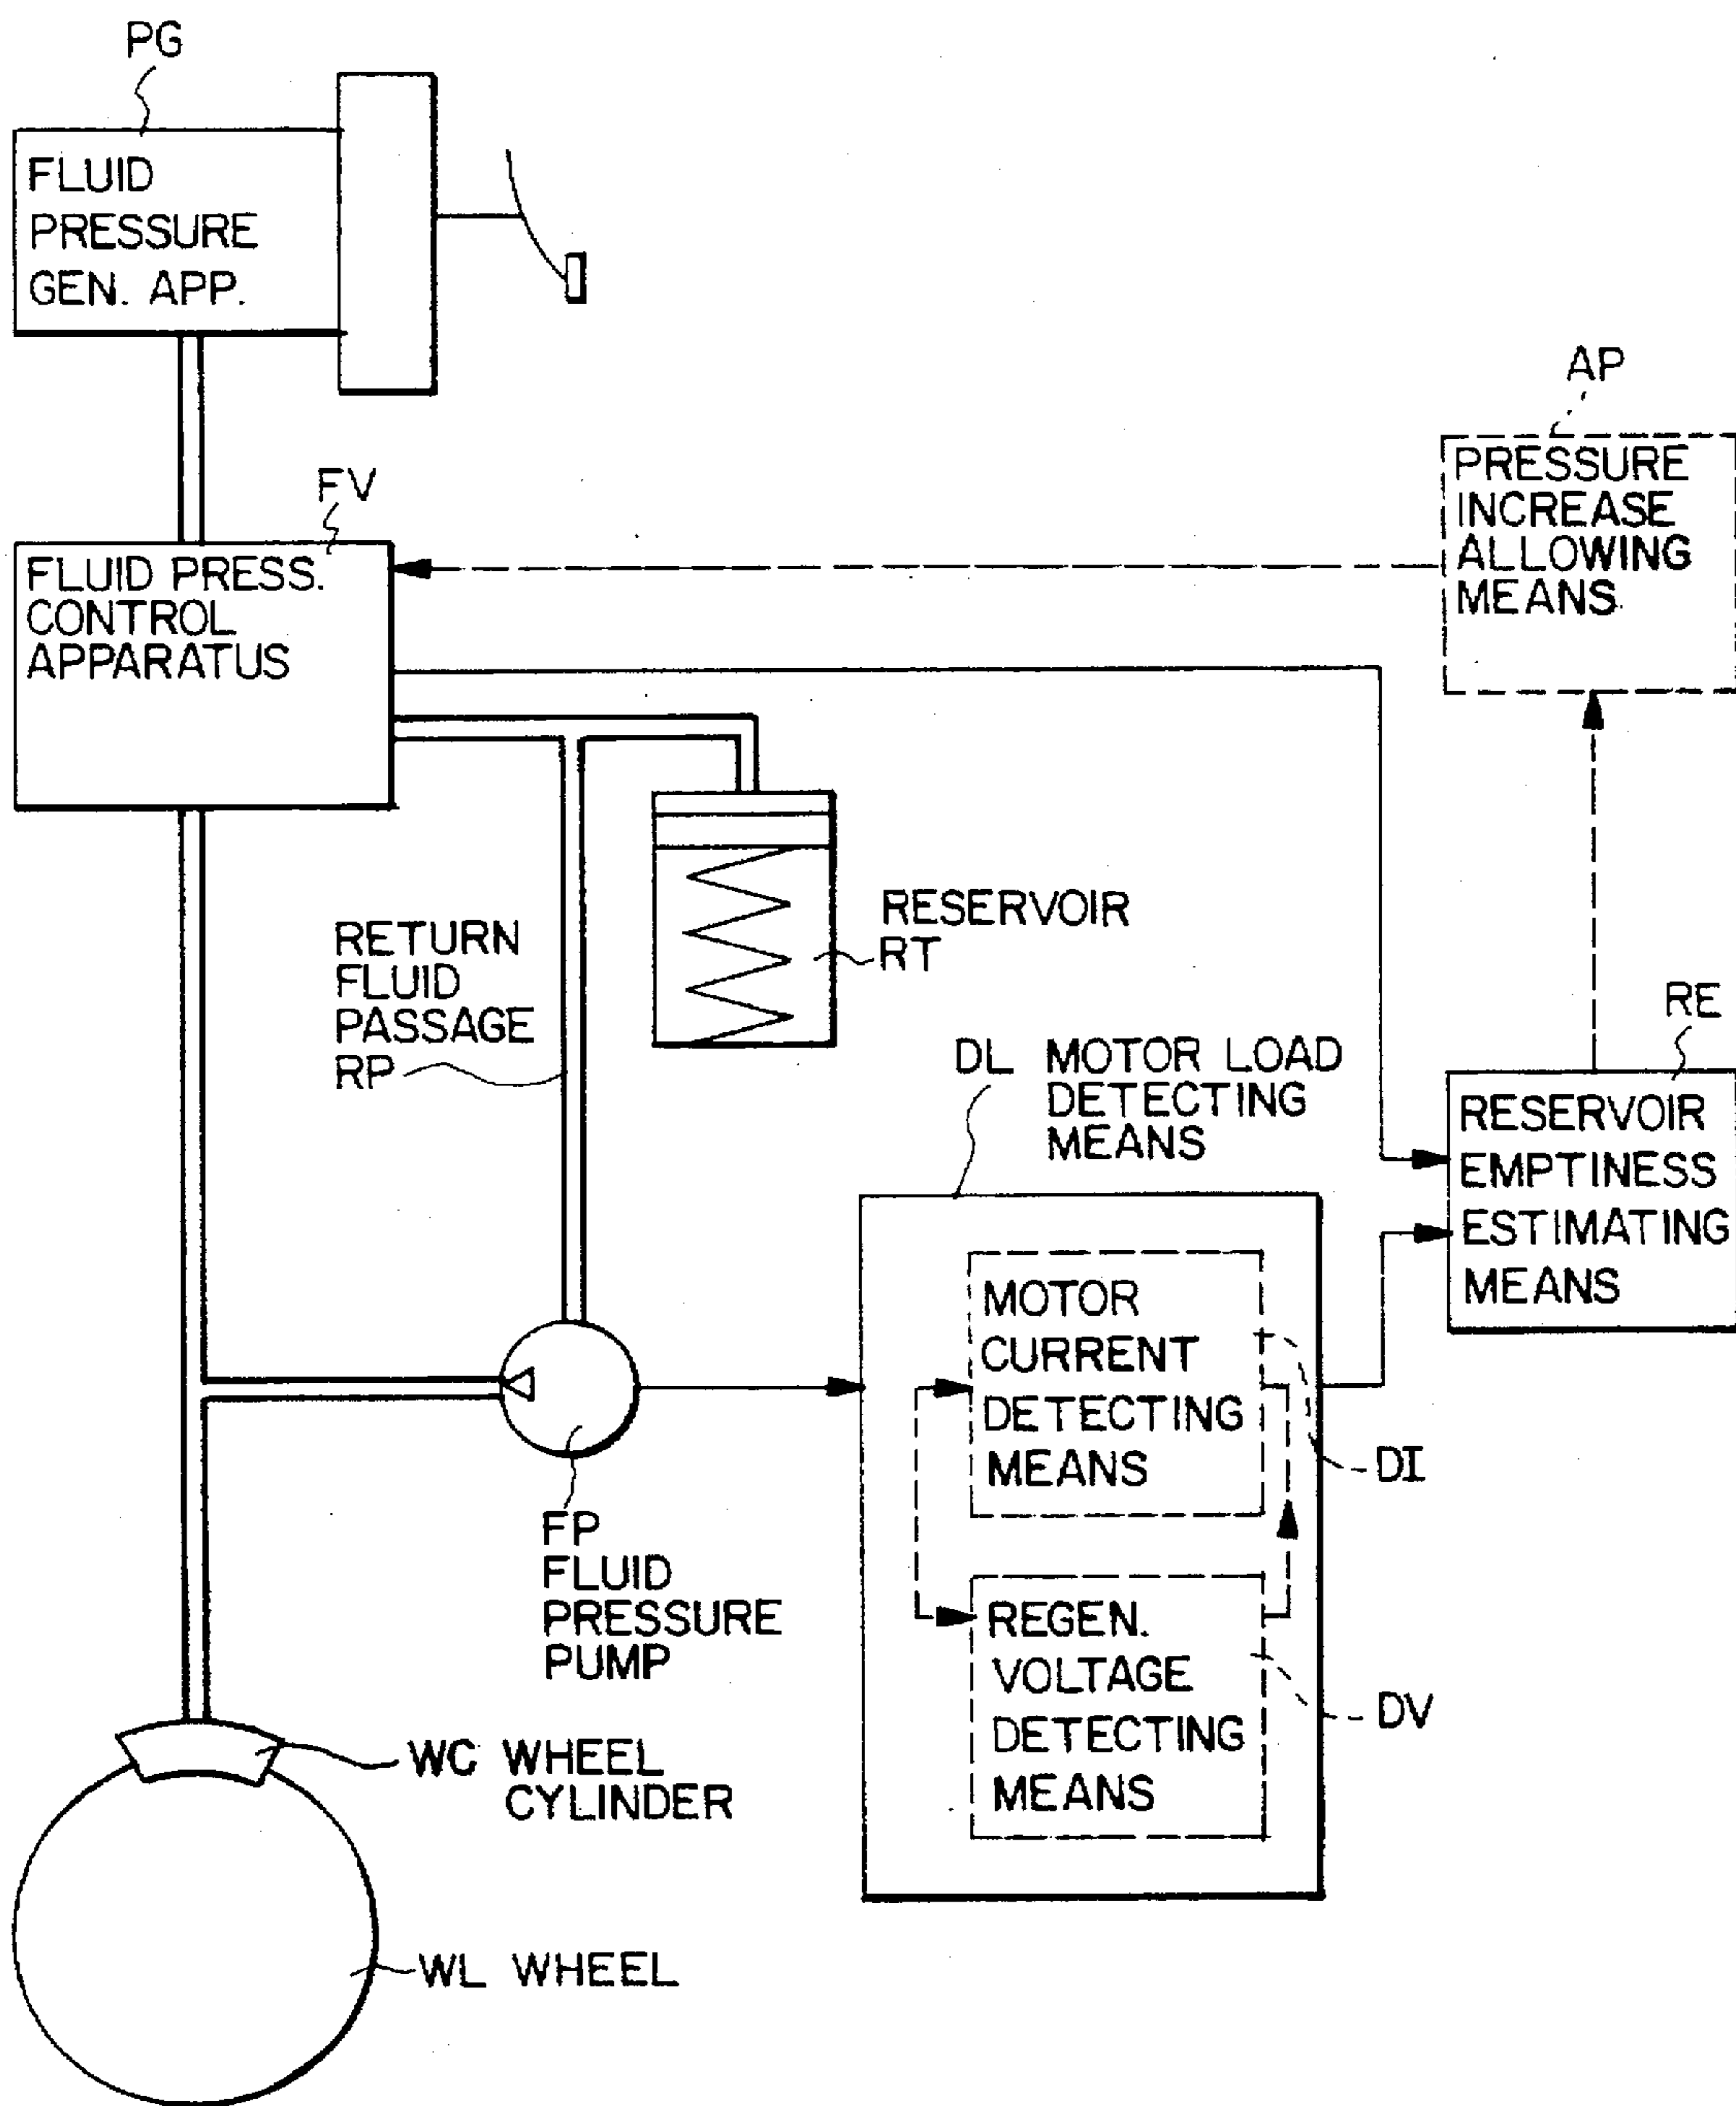 PG
FLUID
PRESSURE
GEN. APP.
AP
PRESSURE
INCREASE
ALLOWING
MEANS
FV
FLUID PRESS.
CONTROL
APPARATUS
RETURN
FLUID
PASSAGE
RP
RESERVOIR
RT
RE
RESERVOIR
EMPTINESS
ESTIMATING
MEANS
DL MOTOR LOAD
DETECTING
MEANS
MOTOR
CURRENT
DETECTING
MEANS
DI
REGEN.
VOLTAGE
DETECTING
MEANS
DV
FP
FLUID
PRESSURE
PUMP
WC WHEEL
CYLINDER
WL WHEEL